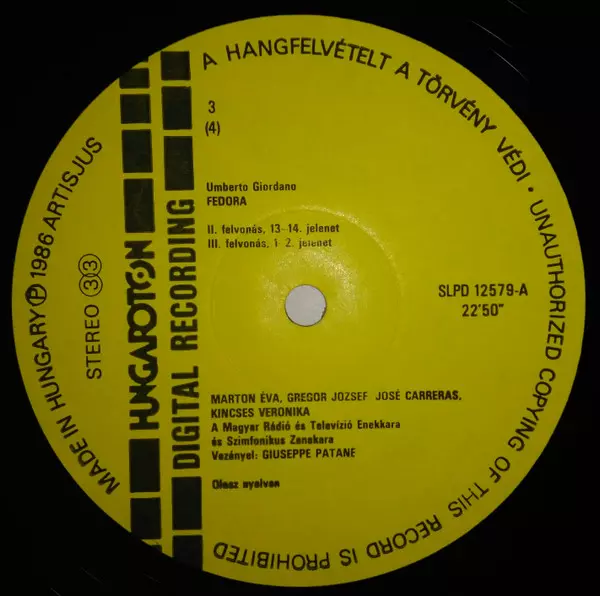 A HANGFELVÉTELT A TÖRVÉNY VÉDI • UNAUTHORIZED COPYING OF THIS RECORD IS PROHIBITED
MADE IN HUNGARY Ⓟ 1986 ARTISJUS
STEREO 33
HUNGAROTON
DIGITAL RECORDING
3
(4)
Umberto Giordano
FEDORA
II. felvonás, 13-14. jelenet
III. felvonás, 1-2. jelenet
SLPD 12579-A
22'50"
MARTON ÉVA, GREGOR JÓZSEF JOSÉ CARRERAS,
KINCSES VERONIKA
A Magyar Rádió és Televízió Enekkara
és Szimfonikus Zenekara
Vezényel: GIUSEPPE PATANE
Olasz nyelven